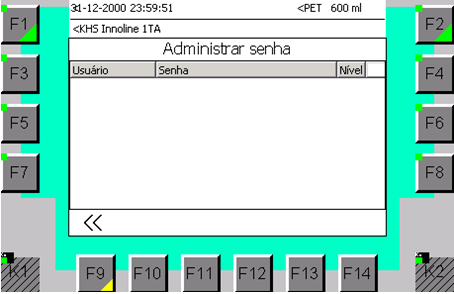 31-12-2000 23:59:51 <PET 600 ml
<KHS Innoline 1TA
Administrar senha
Usuário Senha Nível
<<
F1 F2
F3 F4
F5 F6
F7 F8
K1 F9 F10 F11 F12 F13 F14 K2